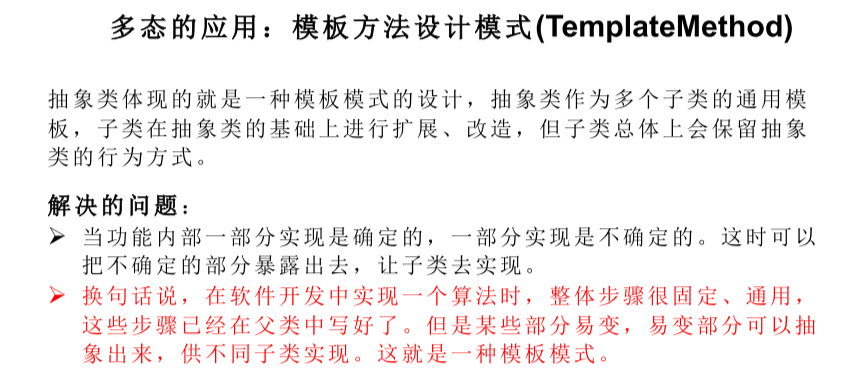 多态的应用：模板方法设计模式(TemplateMethod)
抽象类体现的就是一种模板模式的设计，抽象类作为多个子类的通用模
板，子类在抽象类的基础上进行扩展、改造，但子类总体上会保留抽象
类的行为方式。
解决的问题：
➢ 当功能内部一部分实现是确定的，一部分实现是不确定的。这时可以
把不确定的部分暴露出去，让子类去实现。
➢ 换句话说，在软件开发中实现一个算法时，整体步骤很固定、通用，
这些步骤已经在父类中写好了。但是某些部分易变，易变部分可以抽
象出来，供不同子类实现。这就是一种模板模式。